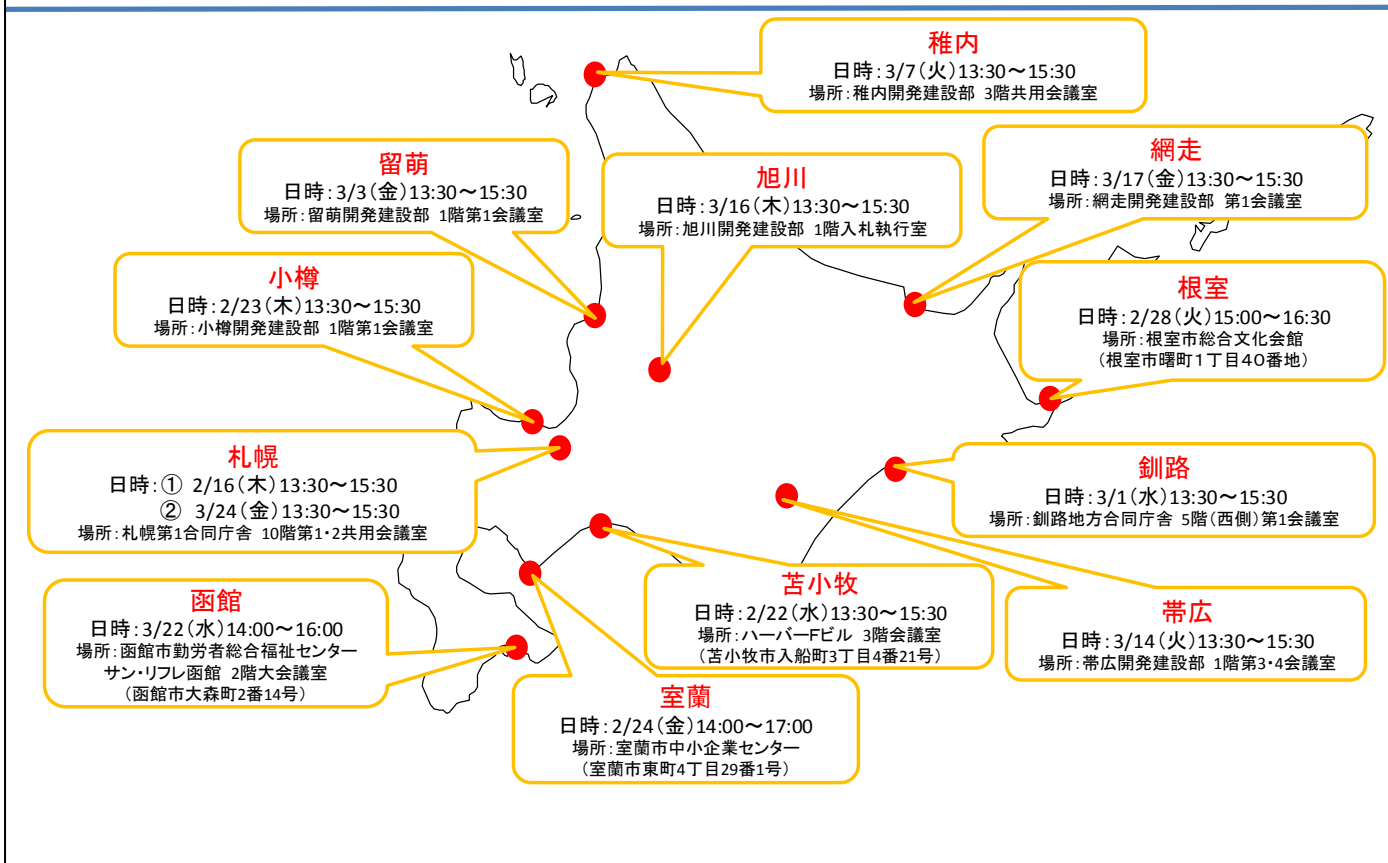 稚内
日時:3/7(火)13:30～15:30
場所:稚内開発建設部 3階共用会議室
留萌
日時:3/3(金)13:30～15:30
場所:留萌開発建設部 1階第1会議室
旭川
日時:3/16(木)13:30～15:30
場所:旭川開発建設部 1階入札執行室
網走
日時:3/17(金)13:30～15:30
場所:網走開発建設部 第1会議室
小樽
日時:2/23(木)13:30～15:30
場所:小樽開発建設部 1階第1会議室
根室
日時:2/28(火)15:00～16:30
場所:根室市総合文化会館
(根室市曙町1丁目40番地)
札幌
日時:① 2/16(木)13:30～15:30
② 3/24(金)13:30～15:30
場所:札幌第1合同庁舎 10階第1・2共用会議室
釧路
日時:3/1(水)13:30～15:30
場所:釧路地方合同庁舎 5階(西側)第1会議室
函館
日時:3/22(水)14:00～16:00
場所:函館市勤労者総合福祉センター
サン・リフレ函館 2階大会議室
(函館市大森町2番14号)
苫小牧
日時:2/22(水)13:30～15:30
場所:ハーバーFビル 3階会議室
(苫小牧市入船町3丁目4番21号)
帯広
日時:3/14(火)13:30～15:30
場所:帯広開発建設部 1階第3・4会議室
室蘭
日時:2/24(金)14:00～17:00
場所:室蘭市中小企業センター
(室蘭市東町4丁目29番1号)